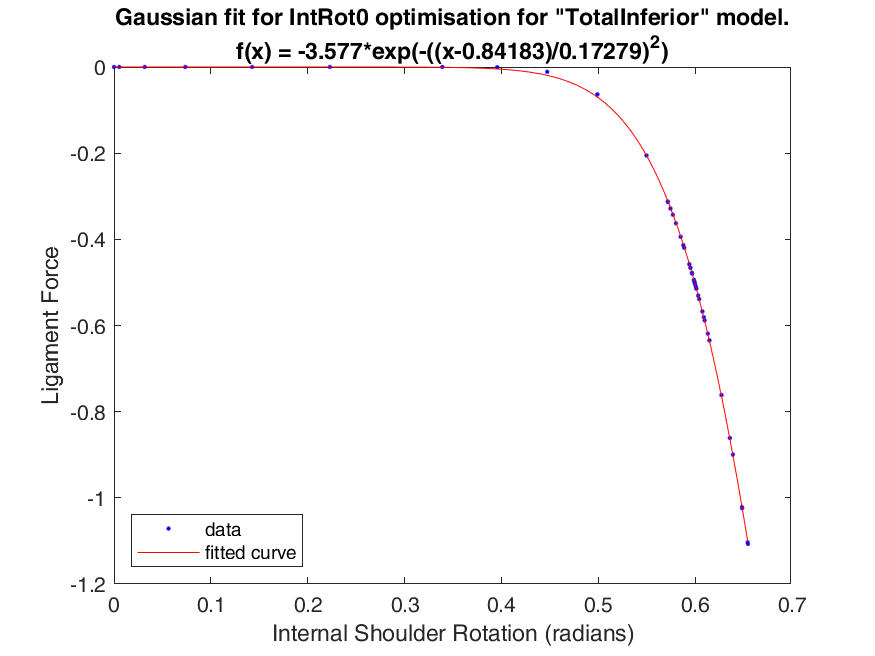 Gaussian fit for IntRot0 optimisation for "TotalInferior" model.
f(x) = -3.577*exp(-((x-0.84183)/0.17279)²)
0
-0.2
-0.4
-0.6
-0.8
-1
-1.2
Ligament Force
data
fitted curve
0 0.1 0.2 0.3 0.4 0.5 0.6 0.7
Internal Shoulder Rotation (radians)